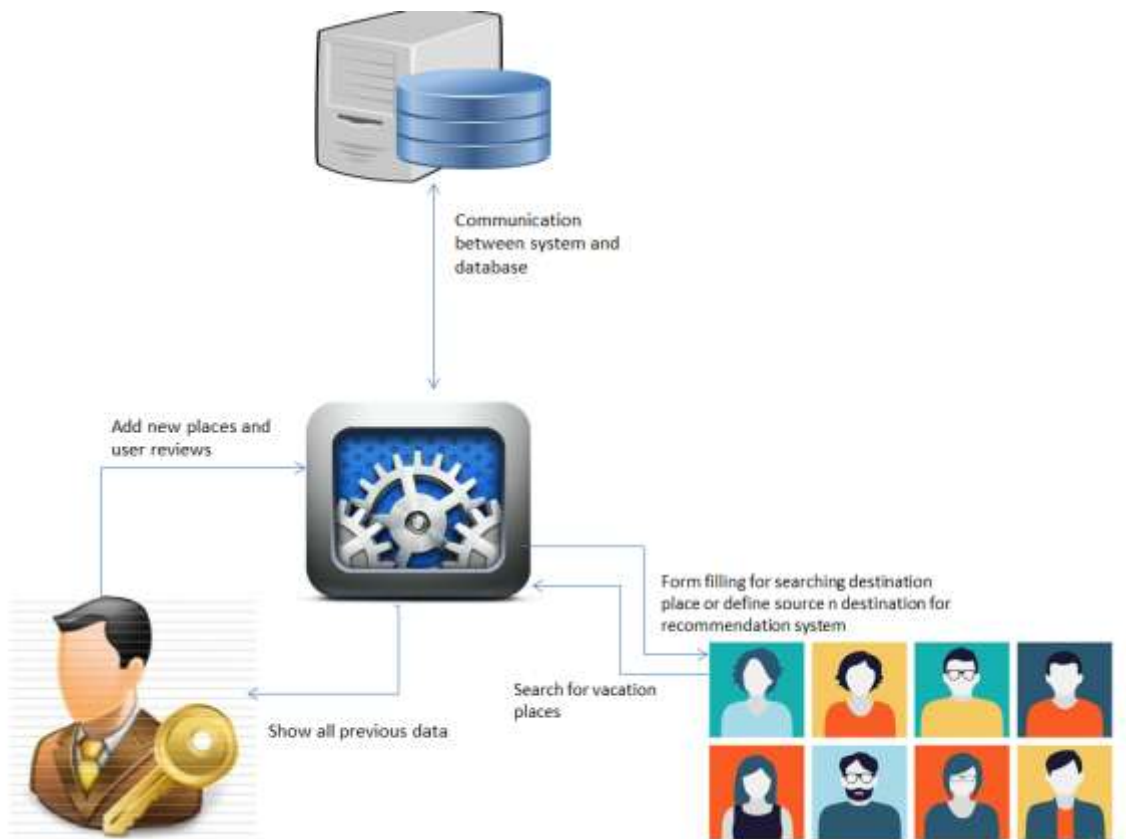 Communication
between system and
database
Add new places and
user reviews
Form filling for searching destination
place or define source n destination for
recommendation system
Search for vacation
places
Show all previous data